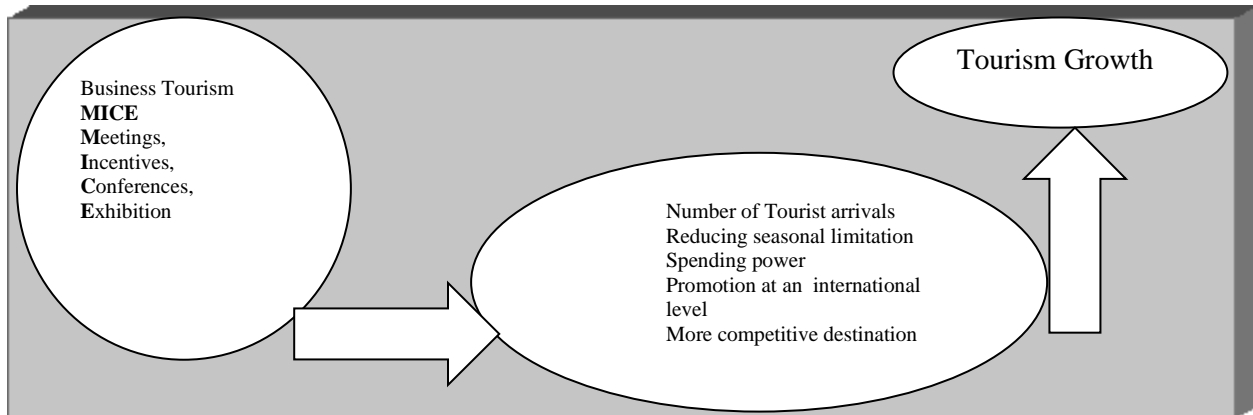 Business Tourism
MICE
Meetings,
Incentives,
Conferences,
Exhibition
Number of Tourist arrivals
Reducing seasonal limitation
Spending power
Promotion at an international
level
More competitive destination
Tourism Growth